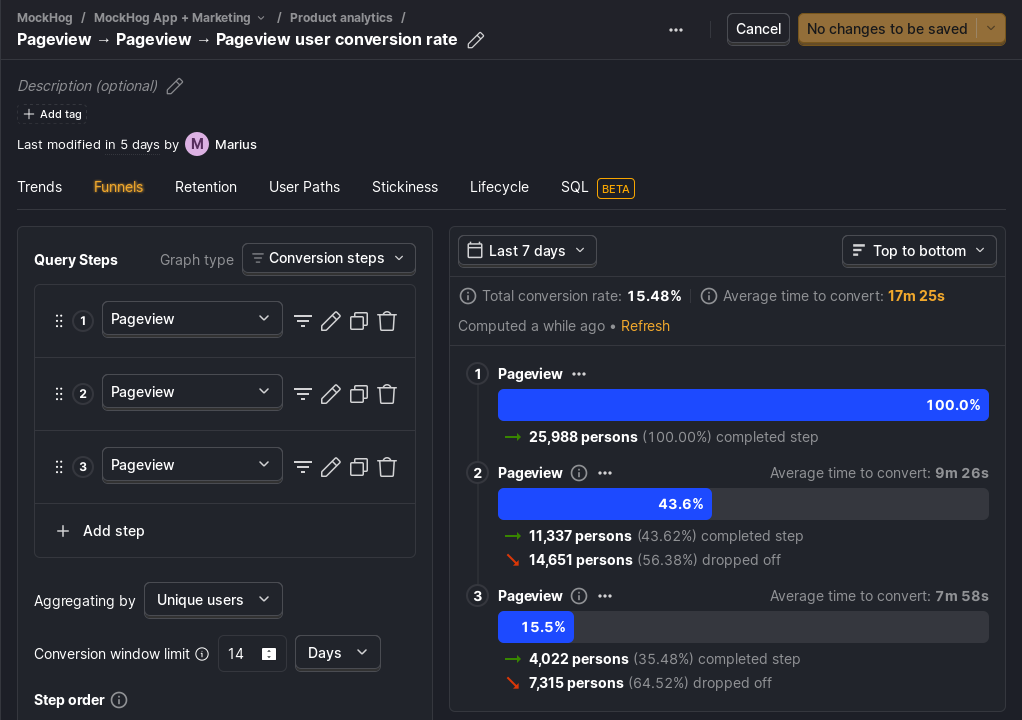 MockHog / MockHog App + Marketing / Product analytics /
Pageview → Pageview → Pageview user conversion rate
Cancel
No changes to be saved
Description (optional)
Add tag
Last modified in 5 days by M Marius
Trends Funnels Retention User Paths Stickiness Lifecycle SQL BETA
Query Steps Graph type Conversion steps
1 Pageview
2 Pageview
3 Pageview
Add step
Aggregating by Unique users
Conversion window limit 14 Days
Step order
Last 7 days Top to bottom
Total conversion rate: 15.48% Average time to convert: 17m 25s
Computed a while ago • Refresh
1 Pageview
100.0%
25,988 persons (100.00%) completed step
2 Pageview Average time to convert: 9m 26s
43.6%
11,337 persons (43.62%) completed step
14,651 persons (56.38%) dropped off
3 Pageview Average time to convert: 7m 58s
15.5%
4,022 persons (35.48%) completed step
7,315 persons (64.52%) dropped off